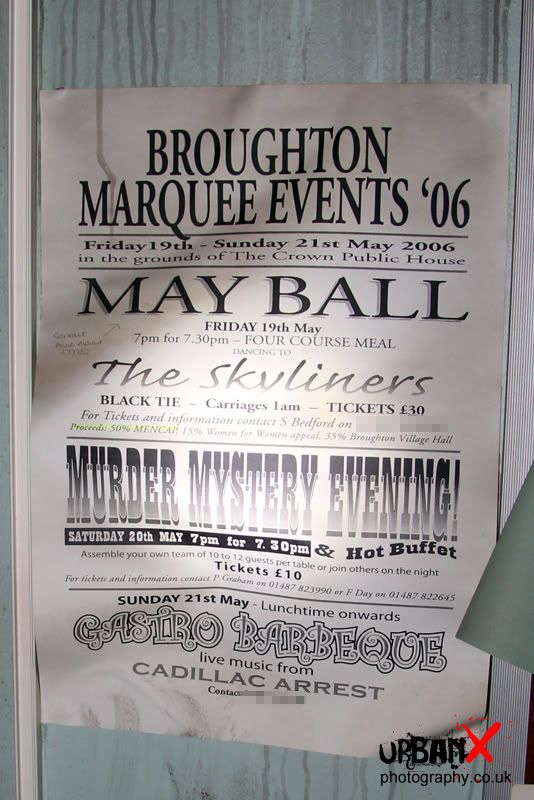 BROUGHTON
MARQUEE EVENTS '06
Friday 19th - Sunday 21st May 2006
in the grounds of The Crown Public House
MAY BALL
FRIDAY 19th May
7pm for 7.30pm – FOUR COURSE MEAL
DANCING TO
The Skyliners
BLACK TIE – Carriages 1am – TICKETS £30
For Tickets and information contact S Bedford on
Proceeds: 50% MENCAP, 15% Women for Women appeal, 35% Broughton Village Hall
MURDER MYSTERY EVENING!
SATURDAY 20th MAY 7pm for 7.30pm & Hot Buffet
Assemble your own team of 10 to 12 guests per table or join others on the night
Tickets £10
For tickets and information contact P Graham on 01487 823990 or F Day on 01487 822645
SUNDAY 21st May - Lunchtime onwards
GASTRO BARBEQUE
live music from
CADILLAC ARREST
Contact
URBANX
photography.co.uk